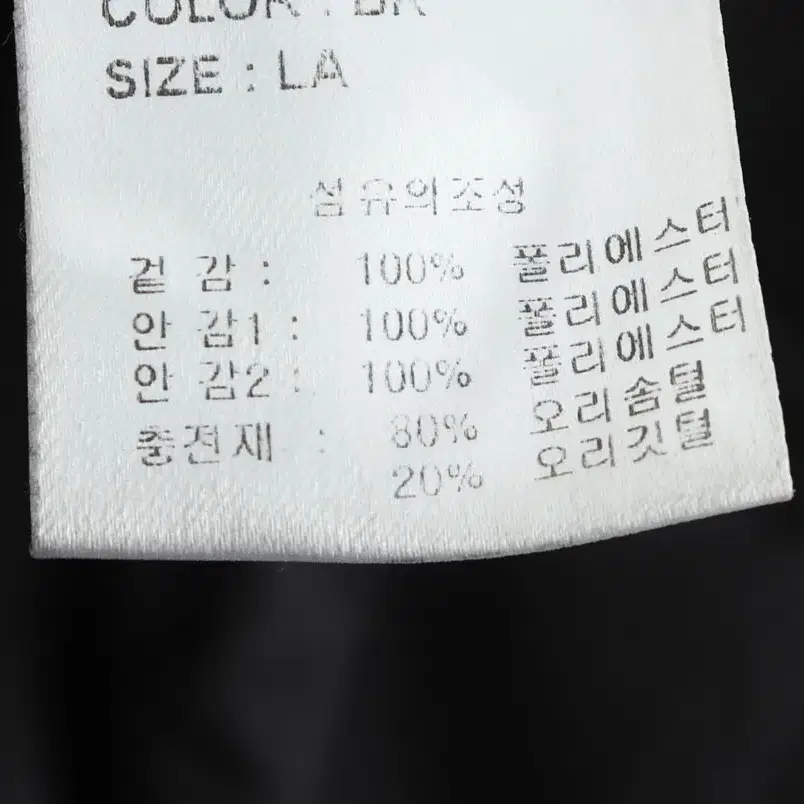 COLOR : BK
SIZE : LA
섬유의조성
겉 감 : 100% 폴리에스터
안 감1 : 100% 폴리에스터
안 감2 : 100% 폴리에스터
충전재 : 80% 오리솜털
20% 오리깃털